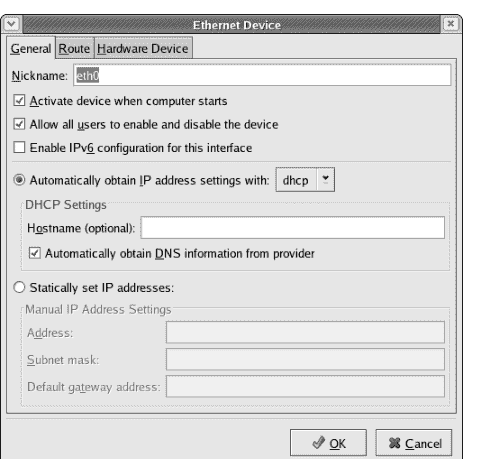 Ethernet Device
General Route Hardware Device
Nickname: eth0
Activate device when computer starts
Allow all users to enable and disable the device
Enable IPv6 configuration for this interface
Automatically obtain IP address settings with: dhcp
DHCP Settings
Hostname (optional):
Automatically obtain DNS information from provider
Statically set IP addresses:
Manual IP Address Settings
Address:
Subnet mask:
Default gateway address:
OK Cancel